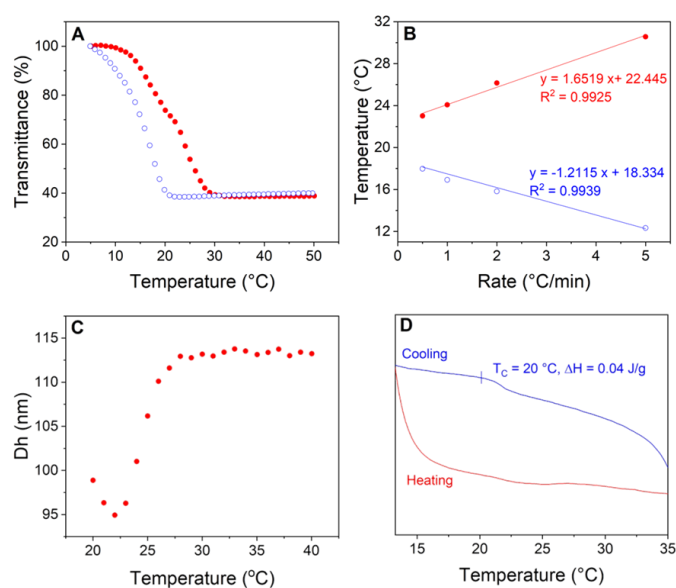 A
Transmittance (%)
100
80
60
40
20
0 10 20 30 40 50
Temperature (°C)
B
Temperature (°C)
32
28
24
20
16
12
y = 1.6519 x+ 22.445
R² = 0.9925
y = -1.2115 x + 18.334
R² = 0.9939
0 1 2 3 4 5
Rate (°C/min)
C
Dh (nm)
115
110
105
100
95
20 25 30 35 40
Temperature (ºC)
D
Cooling
T_C = 20 °C, ΔH = 0.04 J/g
Heating
15 20 25 30 35
Temperature (°C)